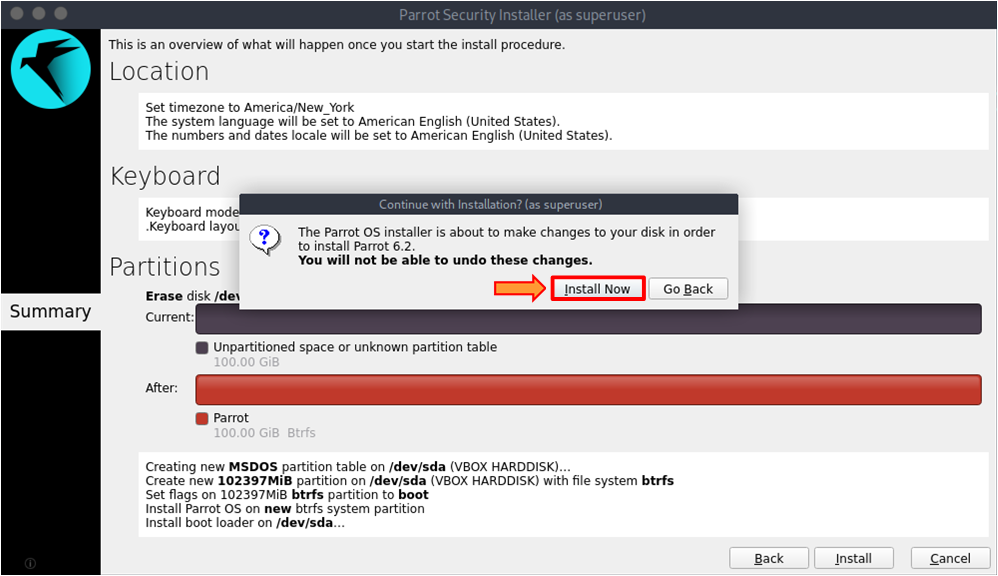 Parrot Security Installer (as superuser)
This is an overview of what will happen once you start the install procedure.
Location
Set timezone to America/New_York
The system language will be set to American English (United States).
The numbers and dates locale will be set to American English (United States).
Keyboard
Keyboard mode
.Keyboard layou
Continue with Installation? (as superuser)
The Parrot OS installer is about to make changes to your disk in order
to install Parrot 6.2.
You will not be able to undo these changes.
Install Now Go Back
Partitions
Erase disk /dev
Summary
Current:
Unpartitioned space or unknown partition table
100.00 GiB
After:
Parrot
100.00 GiB Btrfs
Creating new MSDOS partition table on /dev/sda (VBOX HARDDISK)...
Create new 102397MiB partition on /dev/sda (VBOX HARDDISK) with file system btrfs
Set flags on 102397MiB btrfs partition to boot
Install Parrot OS on new btrfs system partition
Install boot loader on /dev/sda...
Back Install Cancel